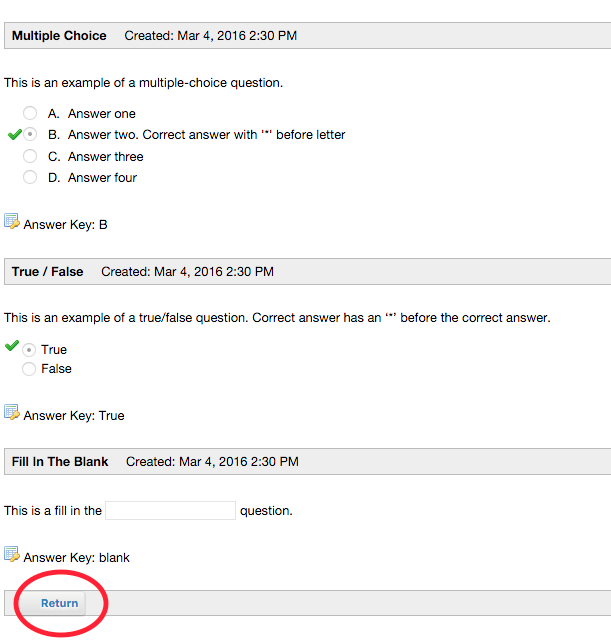 Multiple Choice Created: Mar 4, 2016 2:30 PM
This is an example of a multiple-choice question.
A. Answer one
B. Answer two. Correct answer with '*' before letter
C. Answer three
D. Answer four
Answer Key: B
True / False Created: Mar 4, 2016 2:30 PM
This is an example of a true/false question. Correct answer has an ‘*’ before the correct answer.
True
False
Answer Key: True
Fill In The Blank Created: Mar 4, 2016 2:30 PM
This is a fill in the question.
Answer Key: blank
Return